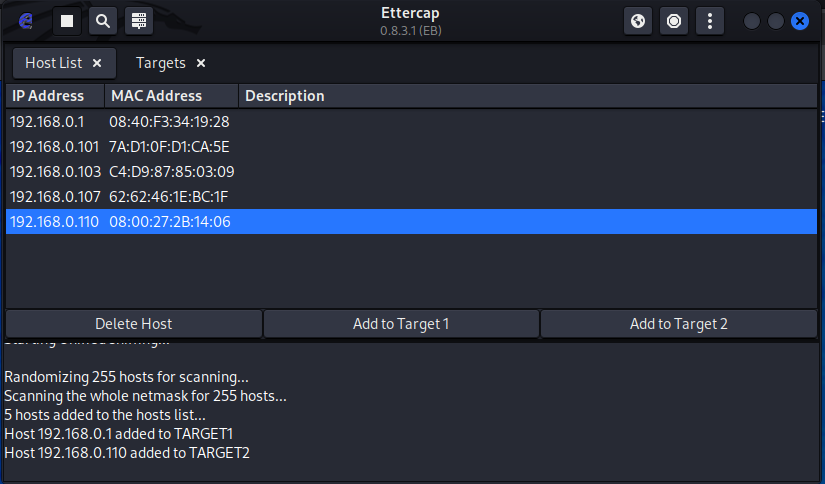 Ettercap
0.8.3.1 (EB)
Host List × Targets ×
IP Address MAC Address Description
192.168.0.1 08:40:F3:34:19:28
192.168.0.101 7A:D1:0F:D1:CA:5E
192.168.0.103 C4:D9:87:85:03:09
192.168.0.107 62:62:46:1E:BC:1F
192.168.0.110 08:00:27:2B:14:06
Delete Host Add to Target 1 Add to Target 2
Starting Unified sniffing...
Randomizing 255 hosts for scanning...
Scanning the whole netmask for 255 hosts...
5 hosts added to the hosts list...
Host 192.168.0.1 added to TARGET1
Host 192.168.0.110 added to TARGET2